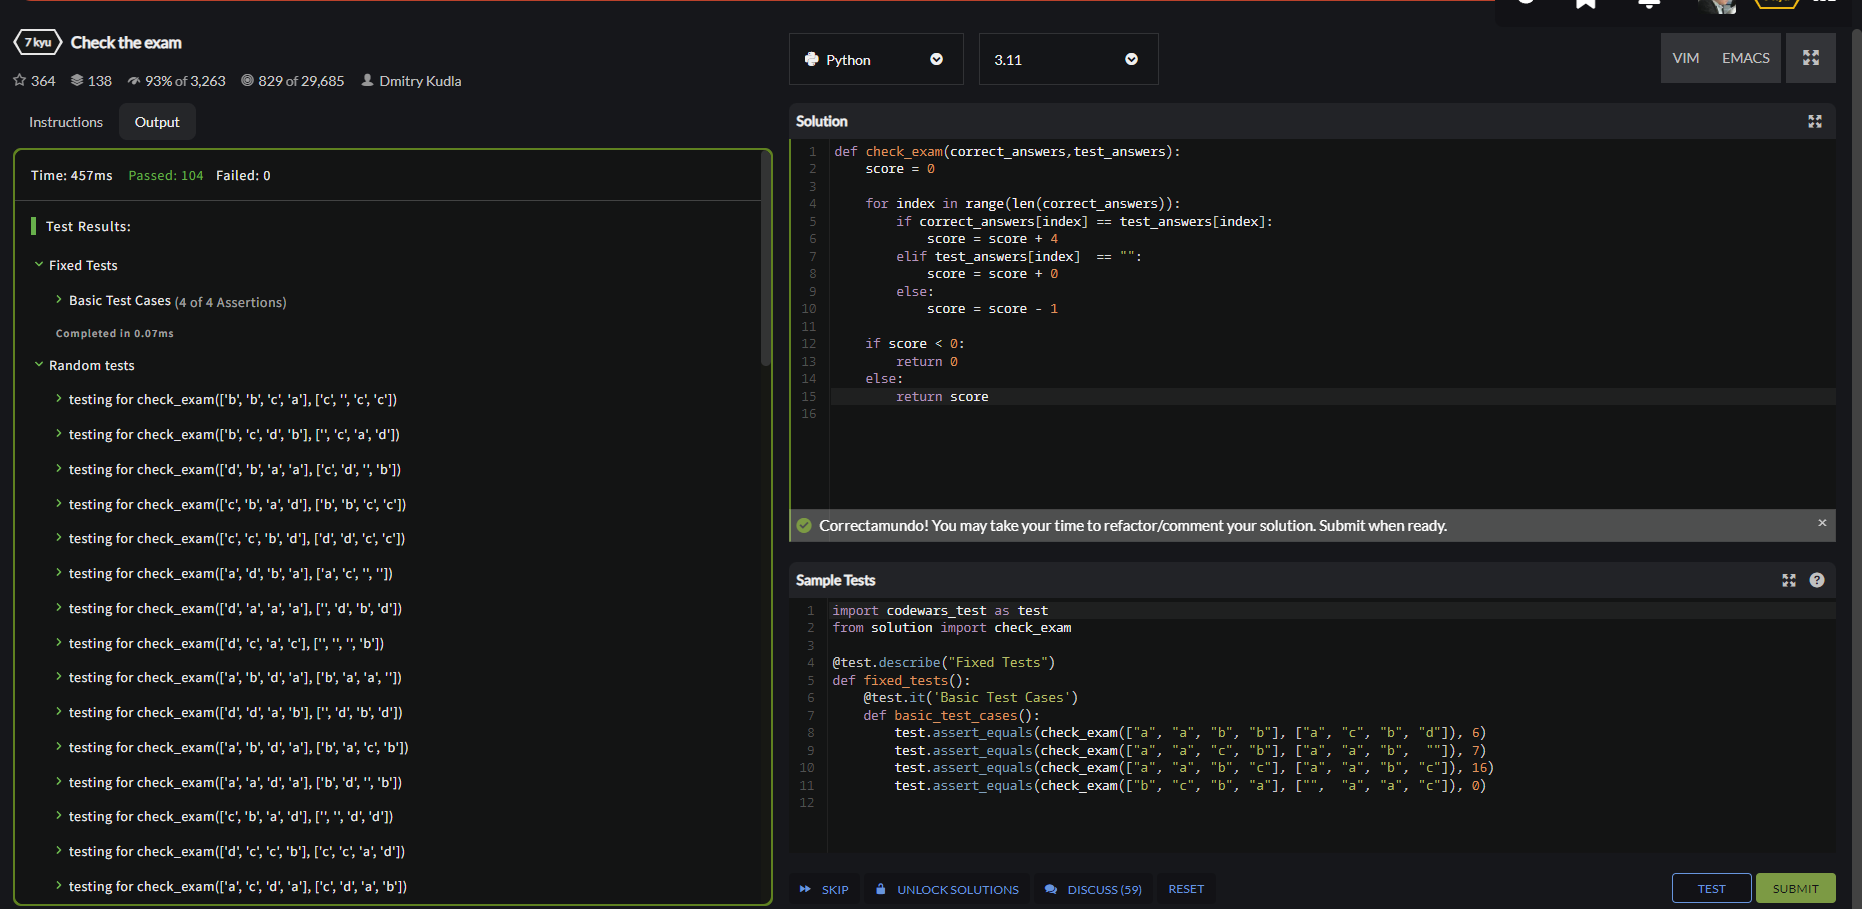 7 kyu Check the exam
364 138 93% of 3,263 829 of 29,685 Dmitry Kudla
Instructions Output
Time: 457ms Passed: 104 Failed: 0
Test Results:
Fixed Tests
Basic Test Cases (4 of 4 Assertions)
Completed in 0.07ms
Random tests
testing for check_exam(['b', 'b', 'c', 'a'], ['c', '', 'c', 'c'])
testing for check_exam(['b', 'c', 'd', 'b'], ['', 'c', 'a', 'd'])
testing for check_exam(['d', 'b', 'a', 'a'], ['c', 'd', '', 'b'])
testing for check_exam(['c', 'b', 'a', 'd'], ['b', 'b', 'c', 'c'])
testing for check_exam(['c', 'c', 'b', 'd'], ['d', 'd', 'c', 'c'])
testing for check_exam(['a', 'd', 'b', 'a'], ['a', 'c', '', ''])
testing for check_exam(['d', 'a', 'a', 'a'], ['', 'd', 'b', 'd'])
testing for check_exam(['d', 'c', 'a', 'c'], ['', '', '', 'b'])
testing for check_exam(['a', 'b', 'd', 'a'], ['b', 'a', 'a', ''])
testing for check_exam(['d', 'd', 'a', 'b'], ['', 'd', 'b', 'd'])
testing for check_exam(['a', 'b', 'd', 'a'], ['b', 'a', 'c', 'b'])
testing for check_exam(['a', 'a', 'd', 'a'], ['b', 'd', '', 'b'])
testing for check_exam(['c', 'b', 'a', 'd'], ['', '', 'd', 'd'])
testing for check_exam(['d', 'c', 'c', 'b'], ['c', 'c', 'a', 'd'])
testing for check_exam(['a', 'c', 'd', 'a'], ['c', 'd', 'a', 'b'])
Python 3.11 VIM EMACS
Solution
1 def check_exam(correct_answers,test_answers):
2     score = 0
3
4     for index in range(len(correct_answers)):
5         if correct_answers[index] == test_answers[index]:
6             score = score + 4
7         elif test_answers[index]  == "":
8             score = score + 0
9         else:
10             score = score - 1
11
12     if score < 0:
13         return 0
14     else:
15         return score
16
Correctamundo! You may take your time to refactor/comment your solution. Submit when ready. ×
Sample Tests ?
1 import codewars_test as test
2 from solution import check_exam
3
4 @test.describe("Fixed Tests")
5 def fixed_tests():
6     @test.it('Basic Test Cases')
7     def basic_test_cases():
8         test.assert_equals(check_exam(["a", "a", "b", "b"], ["a", "c", "b", "d"]), 6)
9         test.assert_equals(check_exam(["a", "a", "c", "b"], ["a", "a", "b",  ""]), 7)
10         test.assert_equals(check_exam(["a", "a", "b", "c"], ["a", "a", "b", "c"]), 16)
11         test.assert_equals(check_exam(["b", "c", "b", "a"], ["",  "a", "a", "c"]), 0)
12
SKIP UNLOCK SOLUTIONS DISCUSS (59) RESET TEST SUBMIT